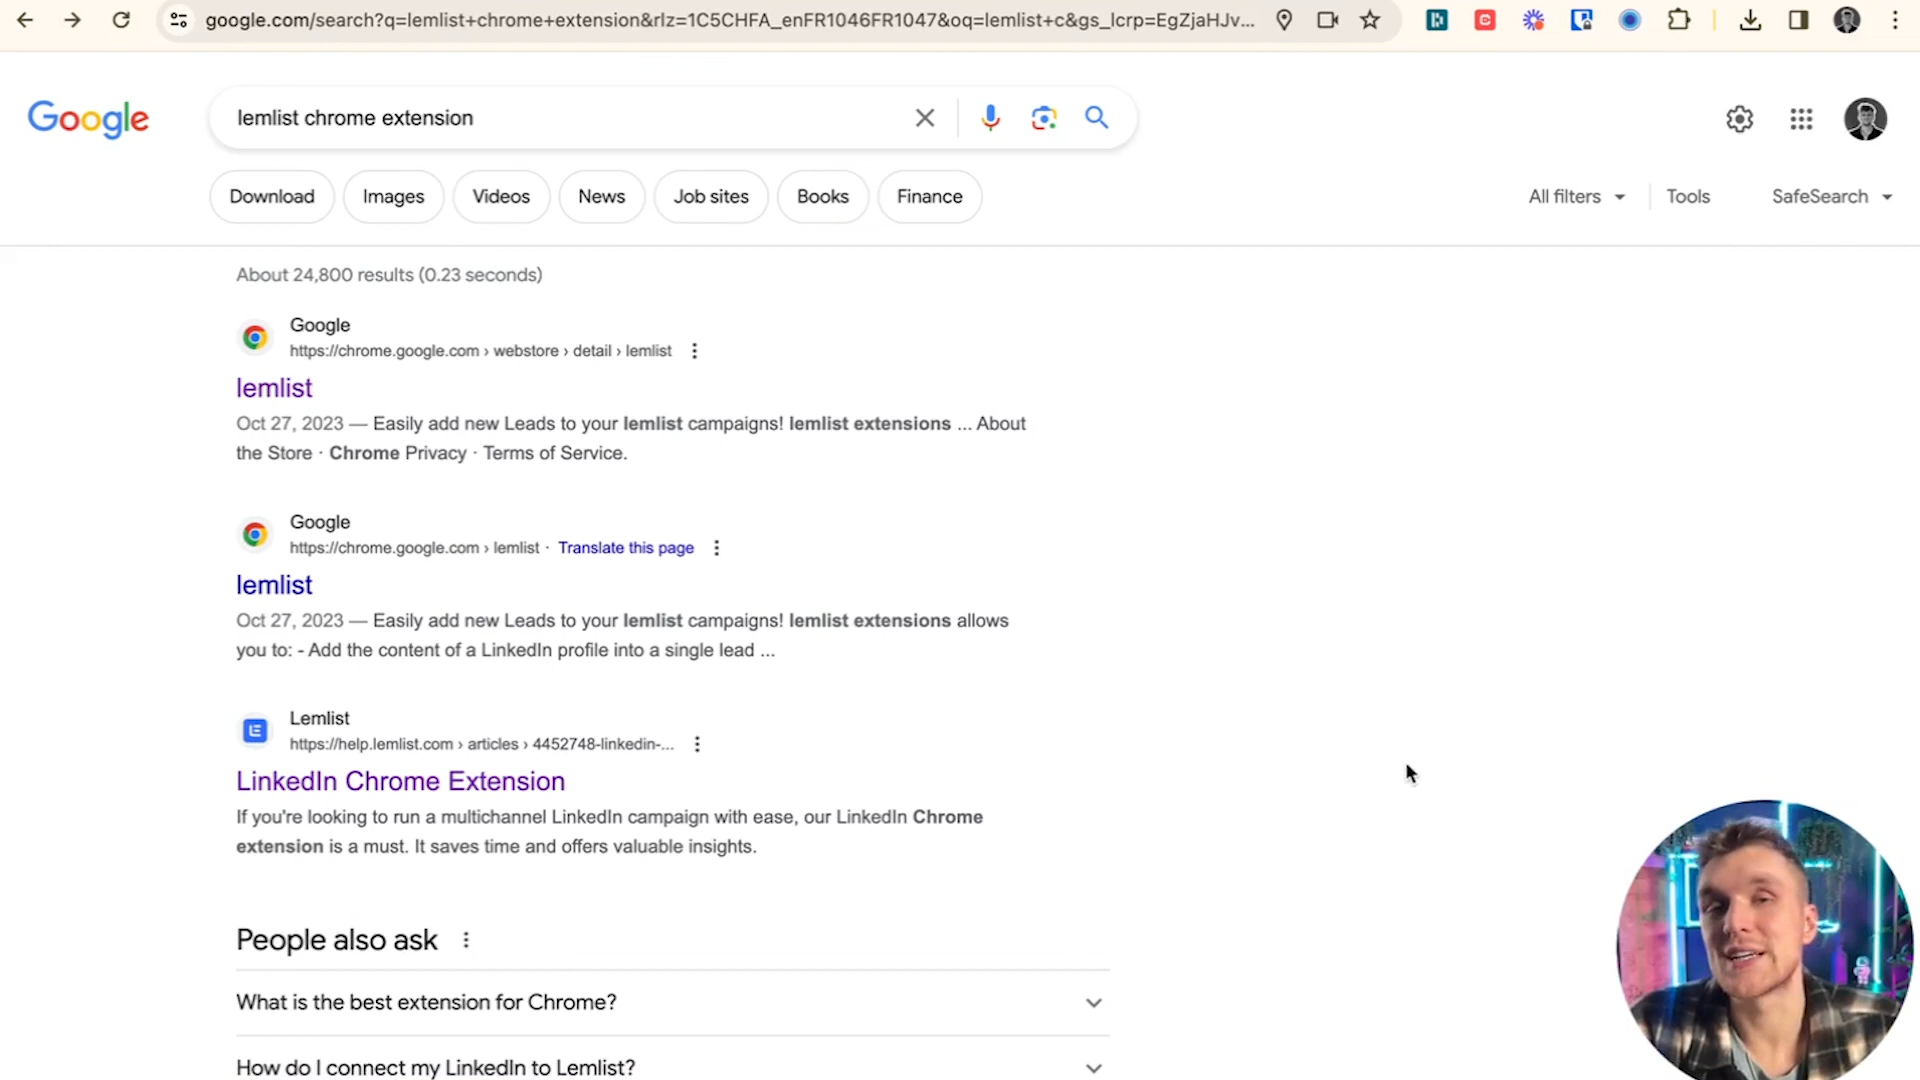 google.com/search?q=lemlist+chrome+extension&rlz=1C5CHFA_enFR1046FR1047&oq=lemlist+c&gs_lcrp=EgZjaHJv...
Google
lemlist chrome extension
Download Images Videos News Job sites Books Finance
All filters Tools SafeSearch
About 24,800 results (0.23 seconds)
Google
https://chrome.google.com › webstore › detail › lemlist
lemlist
Oct 27, 2023 — Easily add new Leads to your lemlist campaigns! lemlist extensions ... About
the Store · Chrome Privacy · Terms of Service.
Google
https://chrome.google.com › lemlist · Translate this page
lemlist
Oct 27, 2023 — Easily add new Leads to your lemlist campaigns! lemlist extensions allows
you to: - Add the content of a LinkedIn profile into a single lead ...
Lemlist
https://help.lemlist.com › articles › 4452748-linkedin-...
LinkedIn Chrome Extension
If you're looking to run a multichannel LinkedIn campaign with ease, our LinkedIn Chrome
extension is a must. It saves time and offers valuable insights.
People also ask
What is the best extension for Chrome?
How do I connect my LinkedIn to Lemlist?